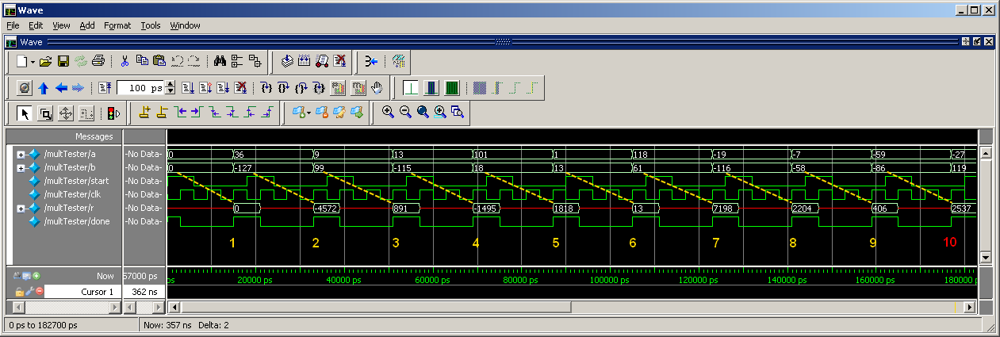 Wave
File Edit View Add Format Tools Window
Wave
100 ps
Messages
/multTester/a -No Data- 0 36 9 13 101 1 118 -19 -7 -59 -27
/multTester/b -No Data- 0 -127 99 -115 18 13 61 -116 -58 -86 119
/multTester/start -No Data-
/multTester/clk -No Data-
/multTester/r -No Data- 0 -4572 891 -1495 1818 13 7198 2204 406 2537
/multTester/done -No Data-
1 2 3 4 5 6 7 8 9 10
Now 57000 ps ps 20000 ps 40000 ps 60000 ps 80000 ps 100000 ps 120000 ps 140000 ps 160000 ps 180000 ps
Cursor 1 362 ns
0 ps to 182700 ps Now: 357 ns Delta: 2